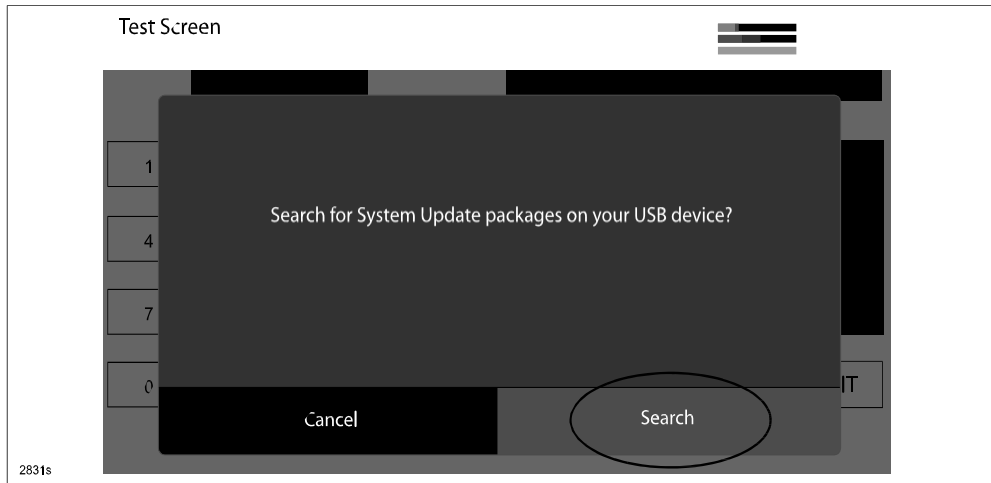 Test Screen
1
Search for System Update packages on your USB device?
4
7
0
IT
Cancel
Search
2831s